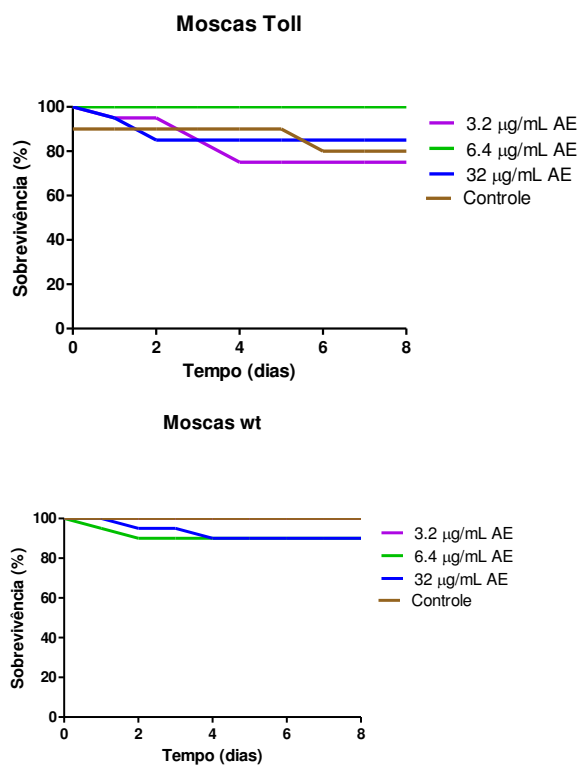 Moscas Toll
Sobrevivência (%)
100
80
60
40
20
0
0 2 4 6 8
Tempo (dias)
3.2 μg/mL AE
6.4 μg/mL AE
32 μg/mL AE
Controle
Moscas wt
Sobrevivência (%)
100
80
60
40
20
0
0 2 4 6 8
Tempo (dias)
3.2 μg/mL AE
6.4 μg/mL AE
32 μg/mL AE
Controle